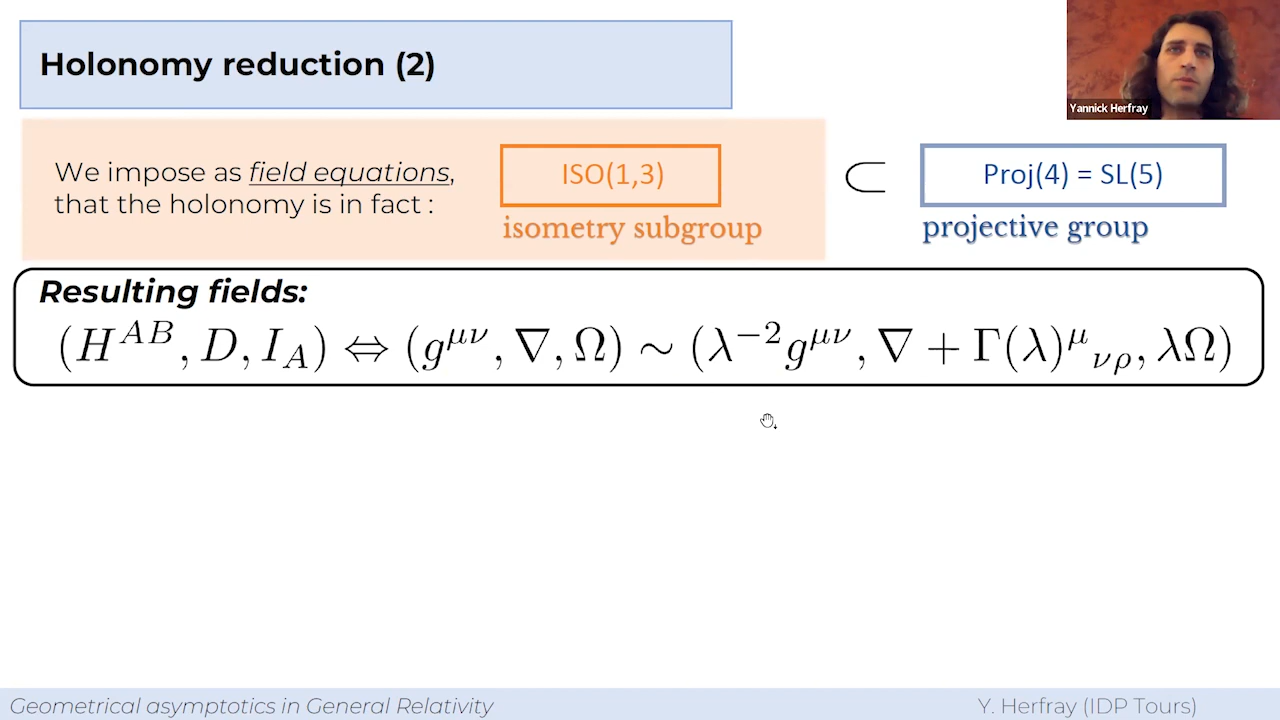 Holonomy reduction (2)
Yannick Herfray
We impose as field equations,
that the holonomy is in fact :
ISO(1,3)
isometry subgroup
⊂
Proj(4) = SL(5)
projective group
Resulting fields:
(H^{AB}, D, I_A) ⇔ (g^{μν}, ∇, Ω) ∼ (λ^{-2}g^{μν}, ∇ + Γ(λ)^μ_{νρ}, λΩ)
Geometrical asymptotics in General Relativity
Y. Herfray (IDP Tours)